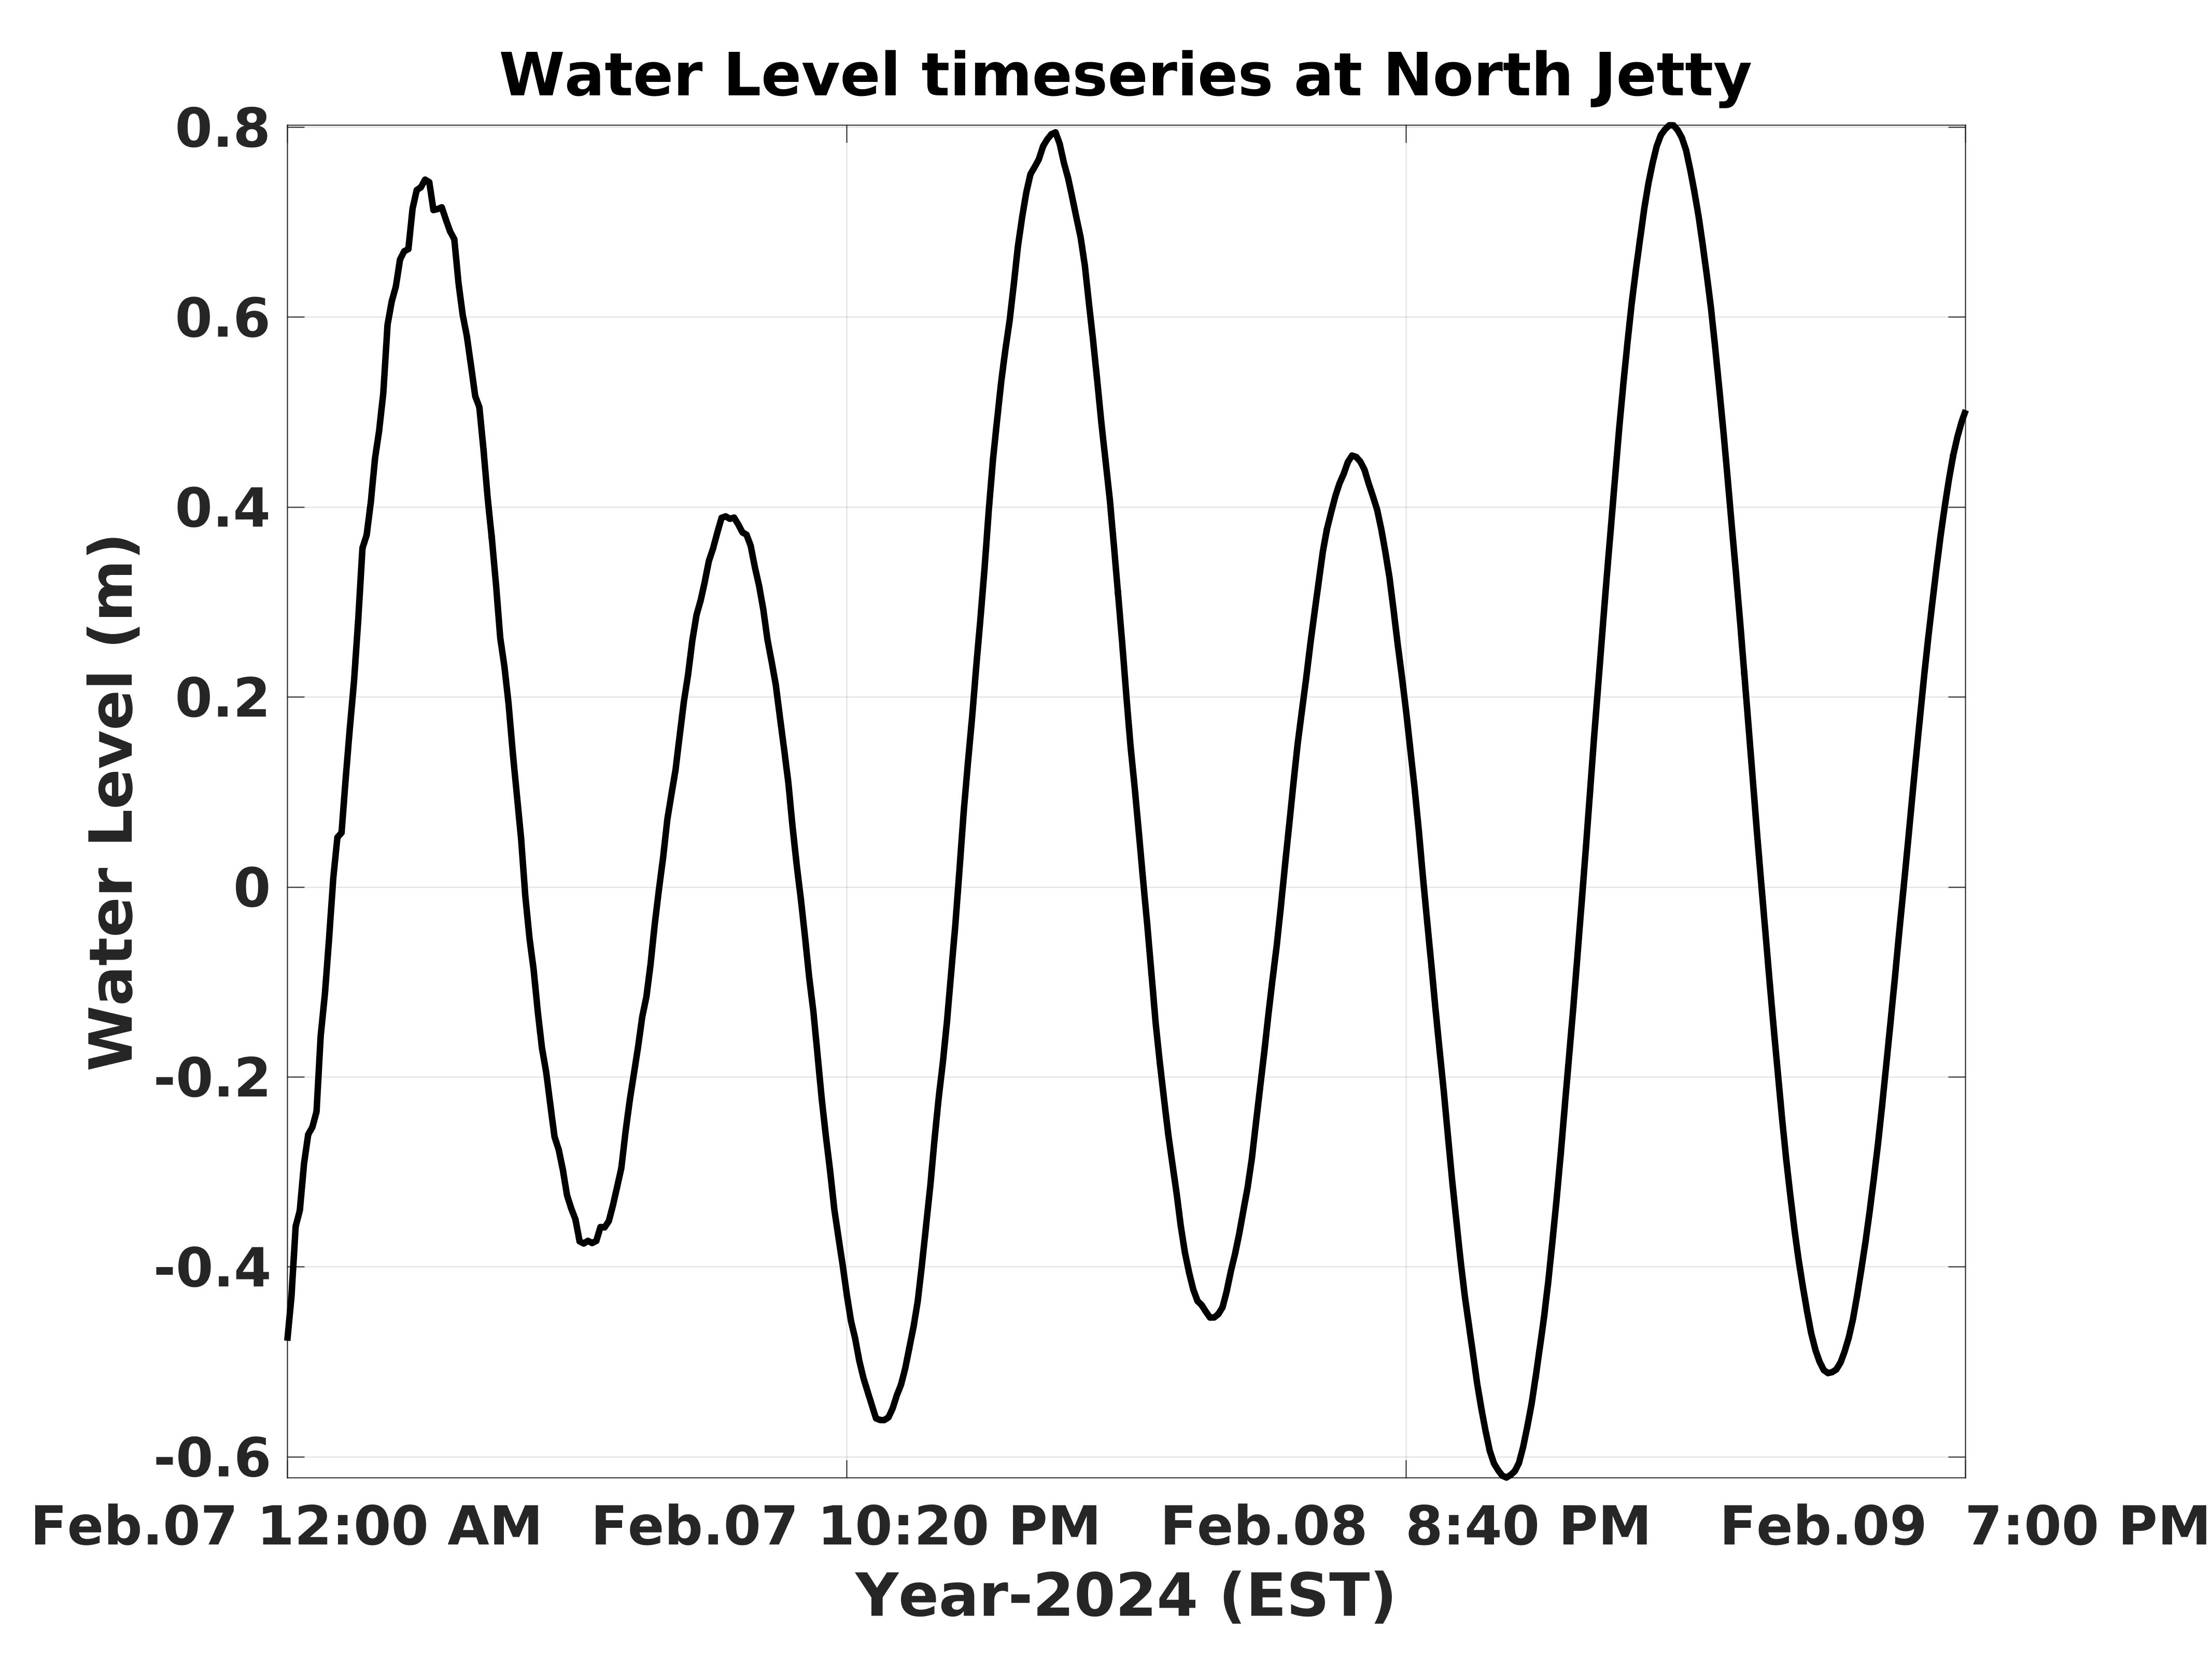 Water Level timeseries at North Jetty
0.8
0.6
0.4
0.2
0
-0.2
-0.4
-0.6
Water Level (m)
Feb.07 12:00 AM Feb.07 10:20 PM Feb.08 8:40 PM Feb.09 7:00 PM
Year-2024 (EST)